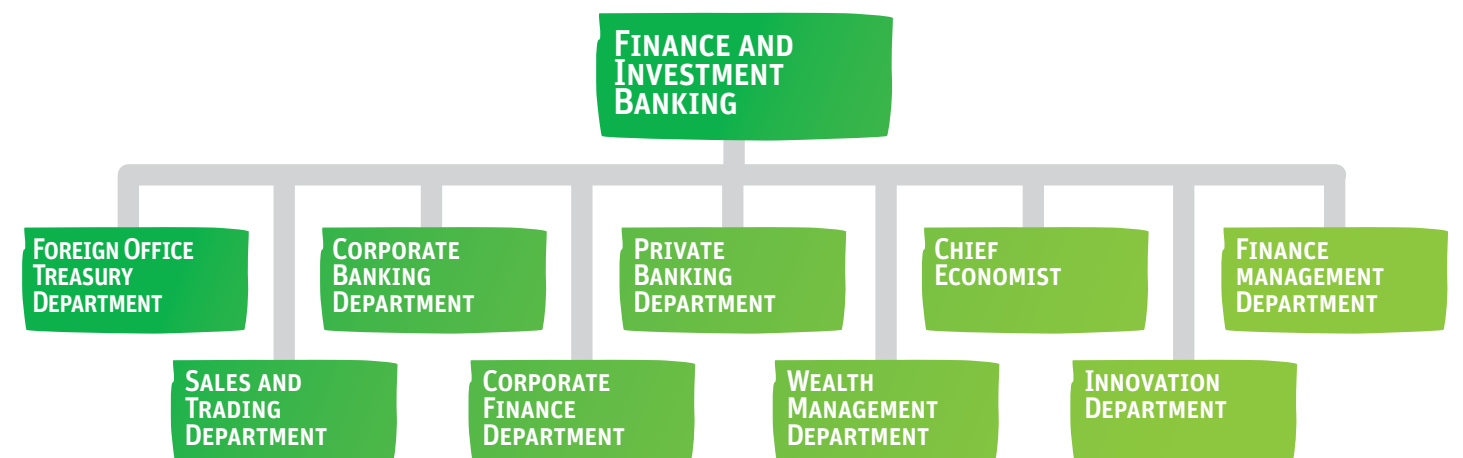 Finance and
Investment
Banking
Foreign Office
Treasury
Department
Corporate
Banking
Department
Private
Banking
Department
Chief
Economist
Finance
management
Department
Sales and
Trading
Department
Corporate
Finance
Department
Wealth
Management
Department
Innovation
Department